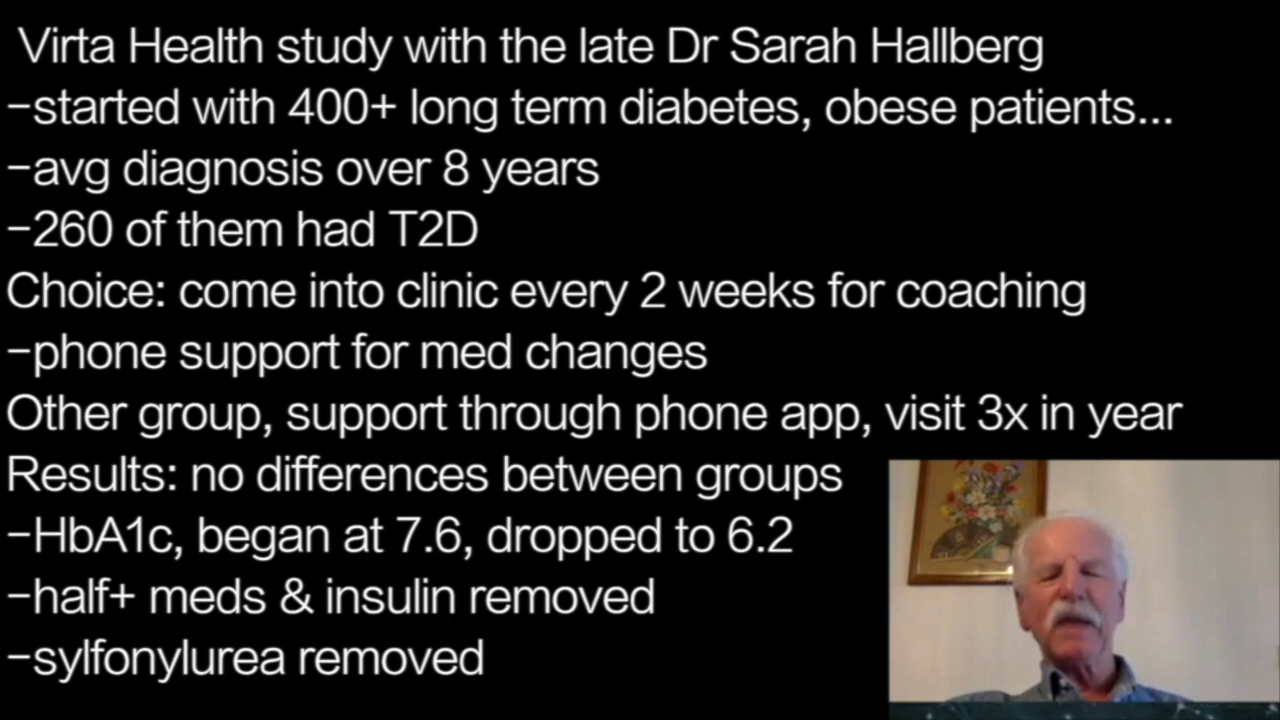 Virta Health study with the late Dr Sarah Hallberg
−started with 400+ long term diabetes, obese patients...
−avg diagnosis over 8 years
−260 of them had T2D
Choice: come into clinic every 2 weeks for coaching
−phone support for med changes
Other group, support through phone app, visit 3x in year
Results: no differences between groups
−HbA1c, began at 7.6, dropped to 6.2
−half+ meds & insulin removed
−sylfonylurea removed